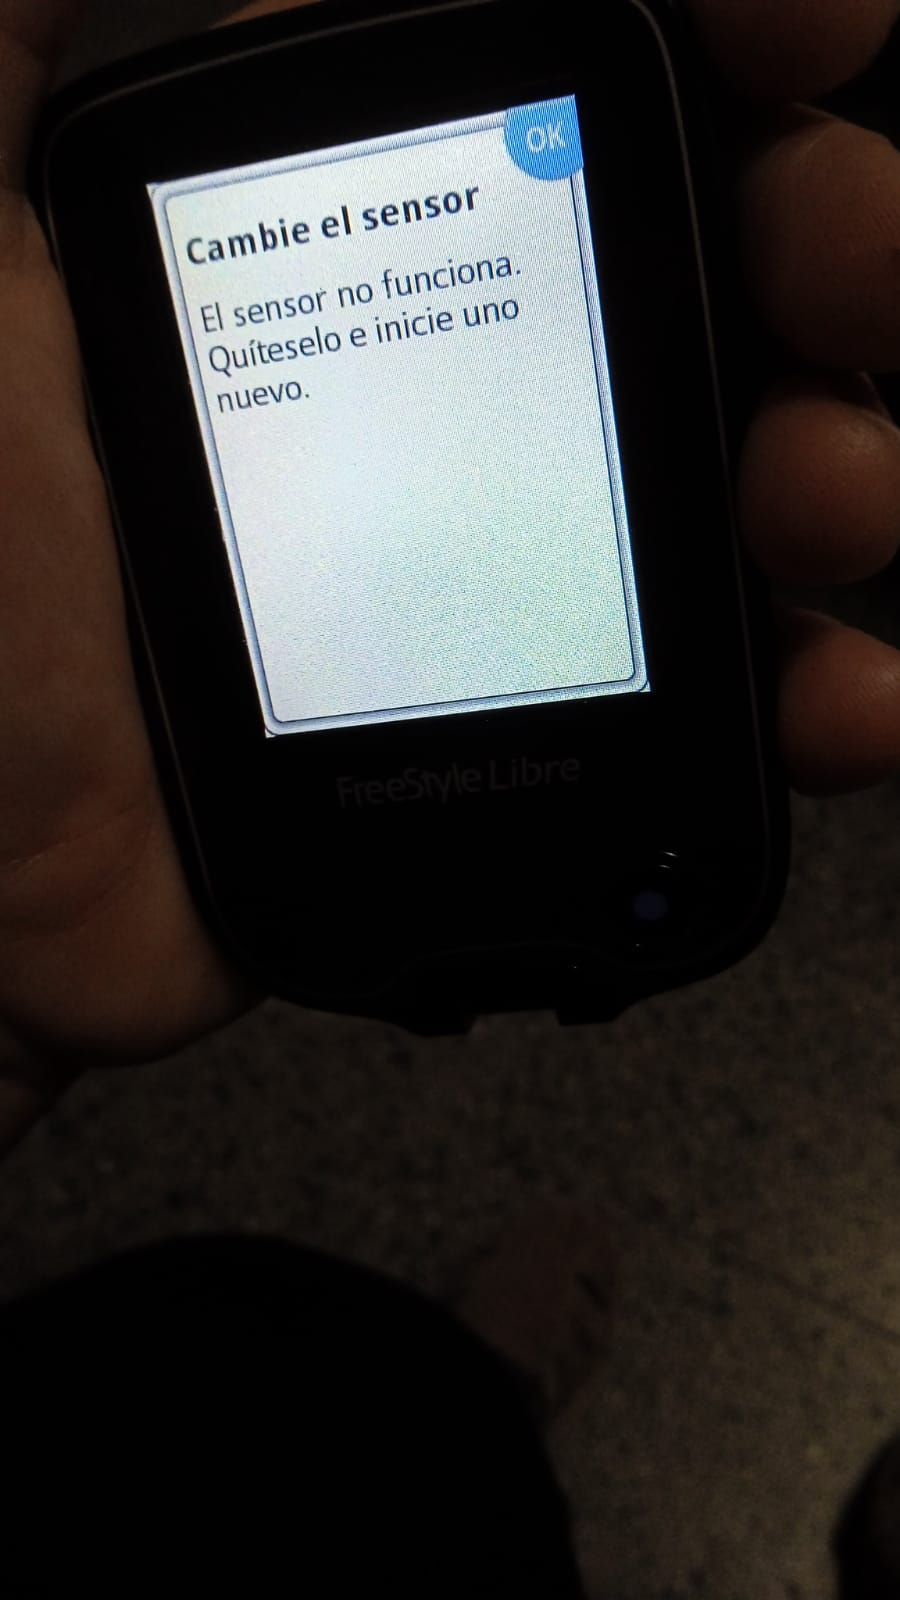 OK
Cambie el sensor
El sensor no funciona.
Quíteselo e inicie uno
nuevo.
FreeStyle Libre